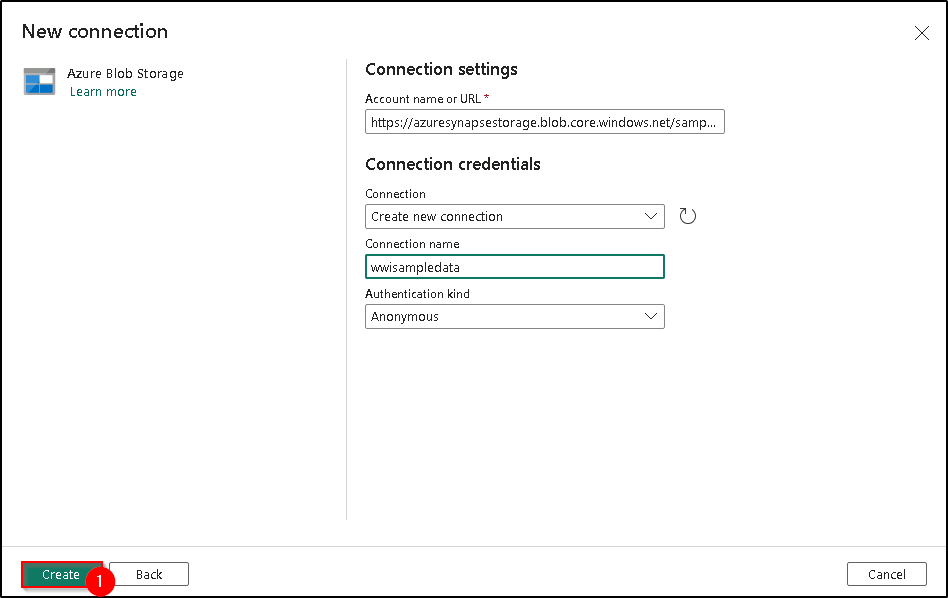 New connection
Azure Blob Storage
Learn more
Connection settings
Account name or URL *
https://azuresynapsestorage.blob.core.windows.net/samp...
Connection credentials
Connection
Create new connection
Connection name
wwisampledata
Authentication kind
Anonymous
Create
1
Back
Cancel